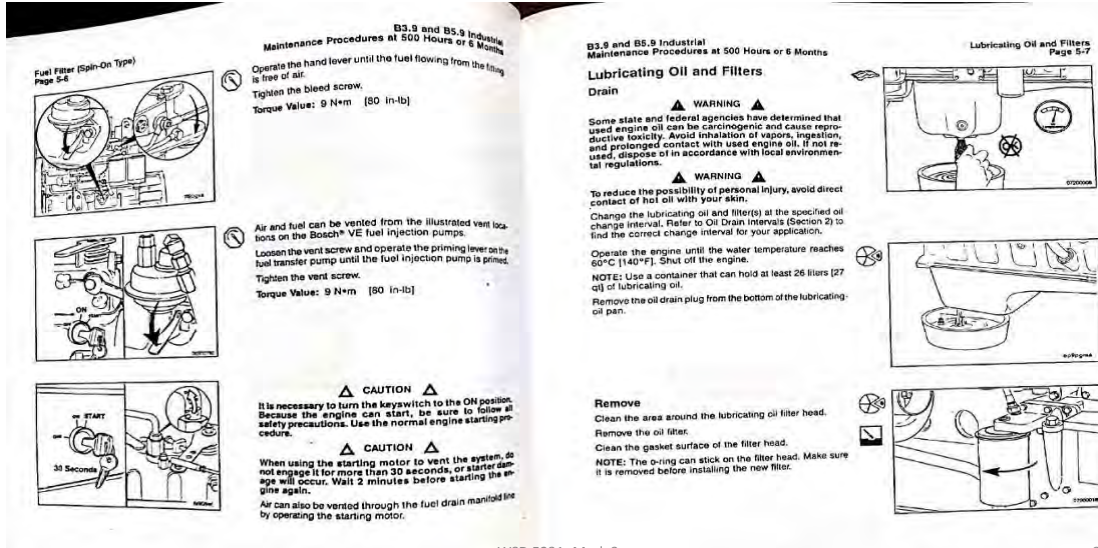 Fuel Filter (Spin-On Type)
Page 5-6
B3.9 and B5.9 Industrial
Maintenance Procedures at 500 Hours or 6 Months
Operate the hand lever until the fuel flowing from the fitting
is free of air.
Tighten the bleed screw.
Torque Value: 9 N•m [80 in-lb]
Air and fuel can be vented from the illustrated vent loca-
tions on the Bosch® VE fuel injection pumps.
Loosen the vent screw and operate the priming lever on the
fuel transfer pump until the fuel injection pump is primed.
Tighten the vent screw.
Torque Value: 9 N•m [80 in-lb]
ON
ON START
OFF
30 Seconds
CAUTION
It is necessary to turn the keyswitch to the ON position.
Because the engine can start, be sure to follow all
safety precautions. Use the normal engine starting pro-
cedure.
CAUTION
When using the starting motor to vent the system, do
not engage it for more than 30 seconds, or starter dam-
age will occur. Wait 2 minutes before starting the en-
gine again.
Air can also be vented through the fuel drain manifold line
by operating the starting motor.
B3.9 and B5.9 Industrial
Maintenance Procedures at 500 Hours or 6 Months
Lubricating Oil and Filters
Page 5-7
Lubricating Oil and Filters
Drain
WARNING
Some state and federal agencies have determined that
used engine oil can be carcinogenic and cause repro-
ductive toxicity. Avoid inhalation of vapors, ingestion,
and prolonged contact with used engine oil. If not re-
used, dispose of in accordance with local environmen-
tal regulations.
WARNING
To reduce the possibility of personal injury, avoid direct
contact of hot oil with your skin.
Change the lubricating oil and filter(s) at the specified oil
change interval. Refer to Oil Drain Intervals (Section 2) to
find the correct change interval for your application.
Operate the engine until the water temperature reaches
60°C [140°F]. Shut off the engine.
NOTE: Use a container that can hold at least 26 liters [27
qt] of lubricating oil.
Remove the oil drain plug from the bottom of the lubricating-
oil pan.
07200008
Remove
Clean the area around the lubricating oil filter head.
Remove the oil filter.
Clean the gasket surface of the filter head.
NOTE: The o-ring can stick on the filter head. Make sure
it is removed before installing the new filter.